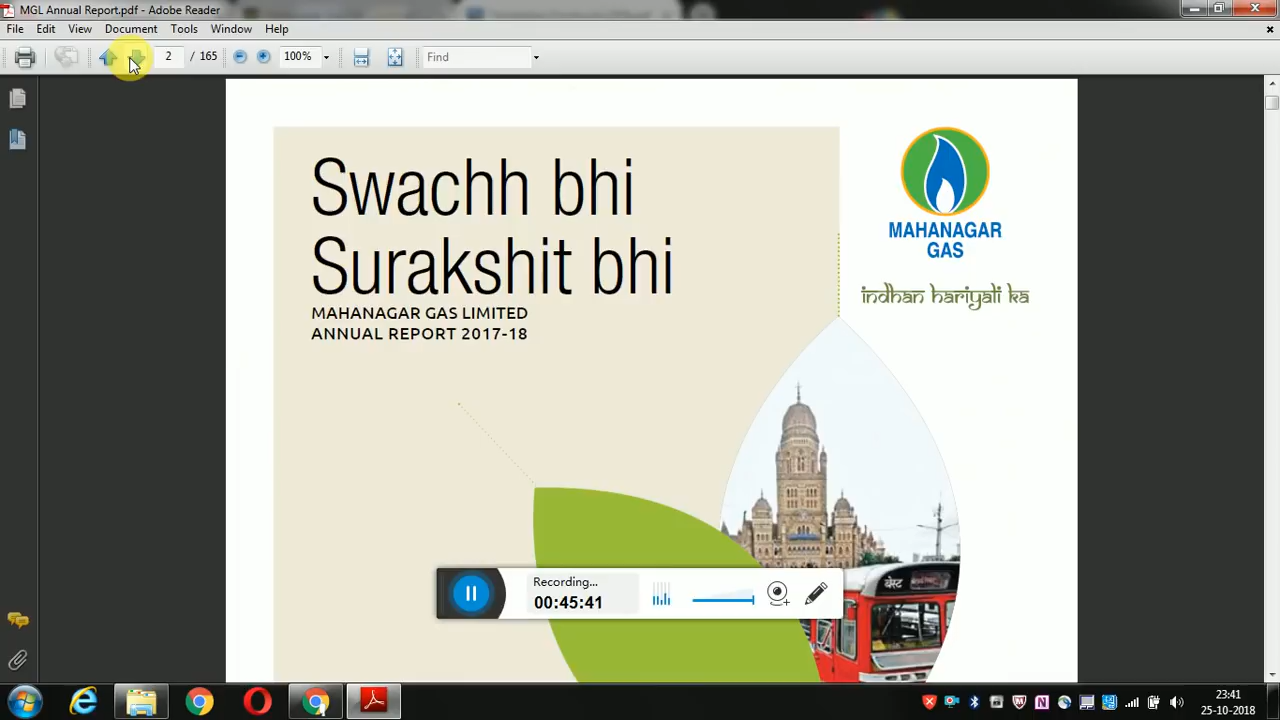 MGL Annual Report.pdf - Adobe Reader
File Edit View Document Tools Window Help
2 / 165 100% Find
Swachh bhi
Surakshit bhi
MAHANAGAR GAS LIMITED
ANNUAL REPORT 2017-18
MAHANAGAR
GAS
indhan hariyali ka
Recording...
00:45:41
बेस्ट
23:41
25-10-2018